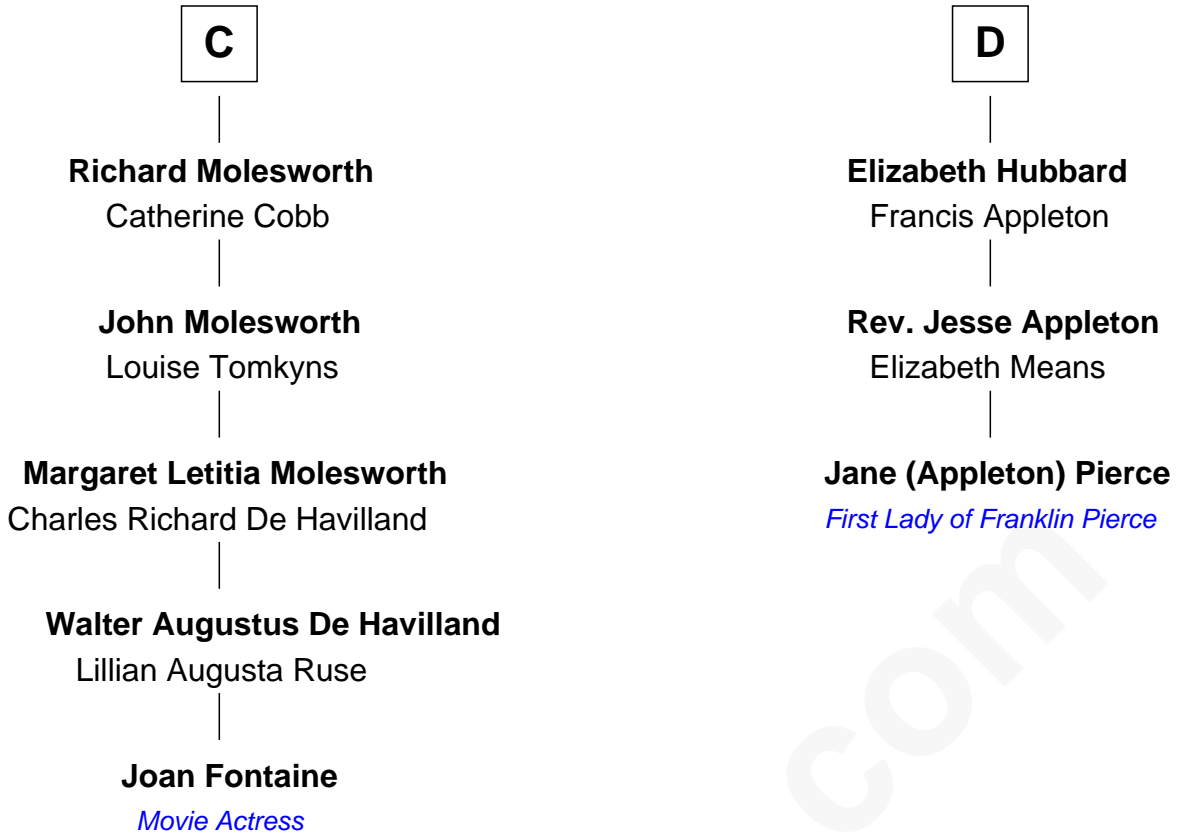 C
Richard Molesworth
Catherine Cobb
John Molesworth
Louise Tomkyns
Margaret Letitia Molesworth
Charles Richard De Havilland
Walter Augustus De Havilland
Lillian Augusta Ruse
Joan Fontaine
Movie Actress
D
Elizabeth Hubbard
Francis Appleton
Rev. Jesse Appleton
Elizabeth Means
Jane (Appleton) Pierce
First Lady of Franklin Pierce
com